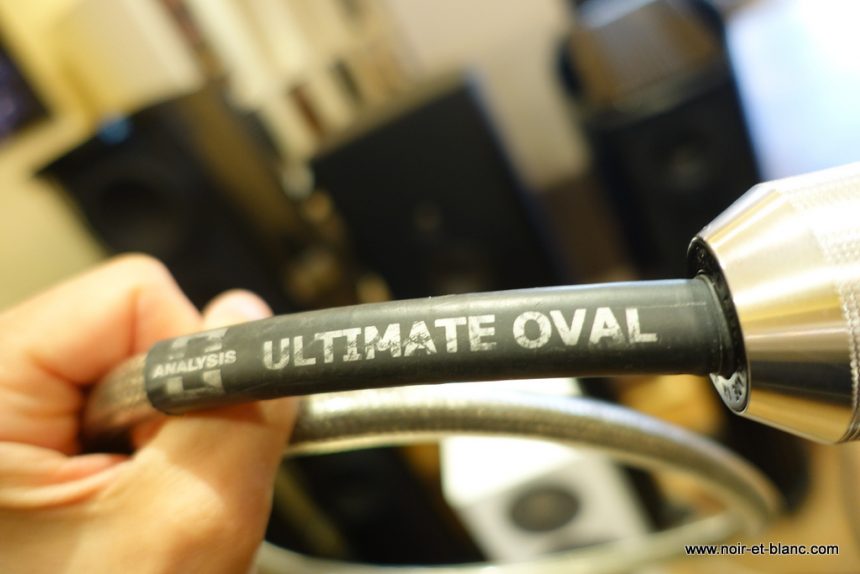 ANALYSIS ULTIMATE OVAL
www.noir-et-blanc.com